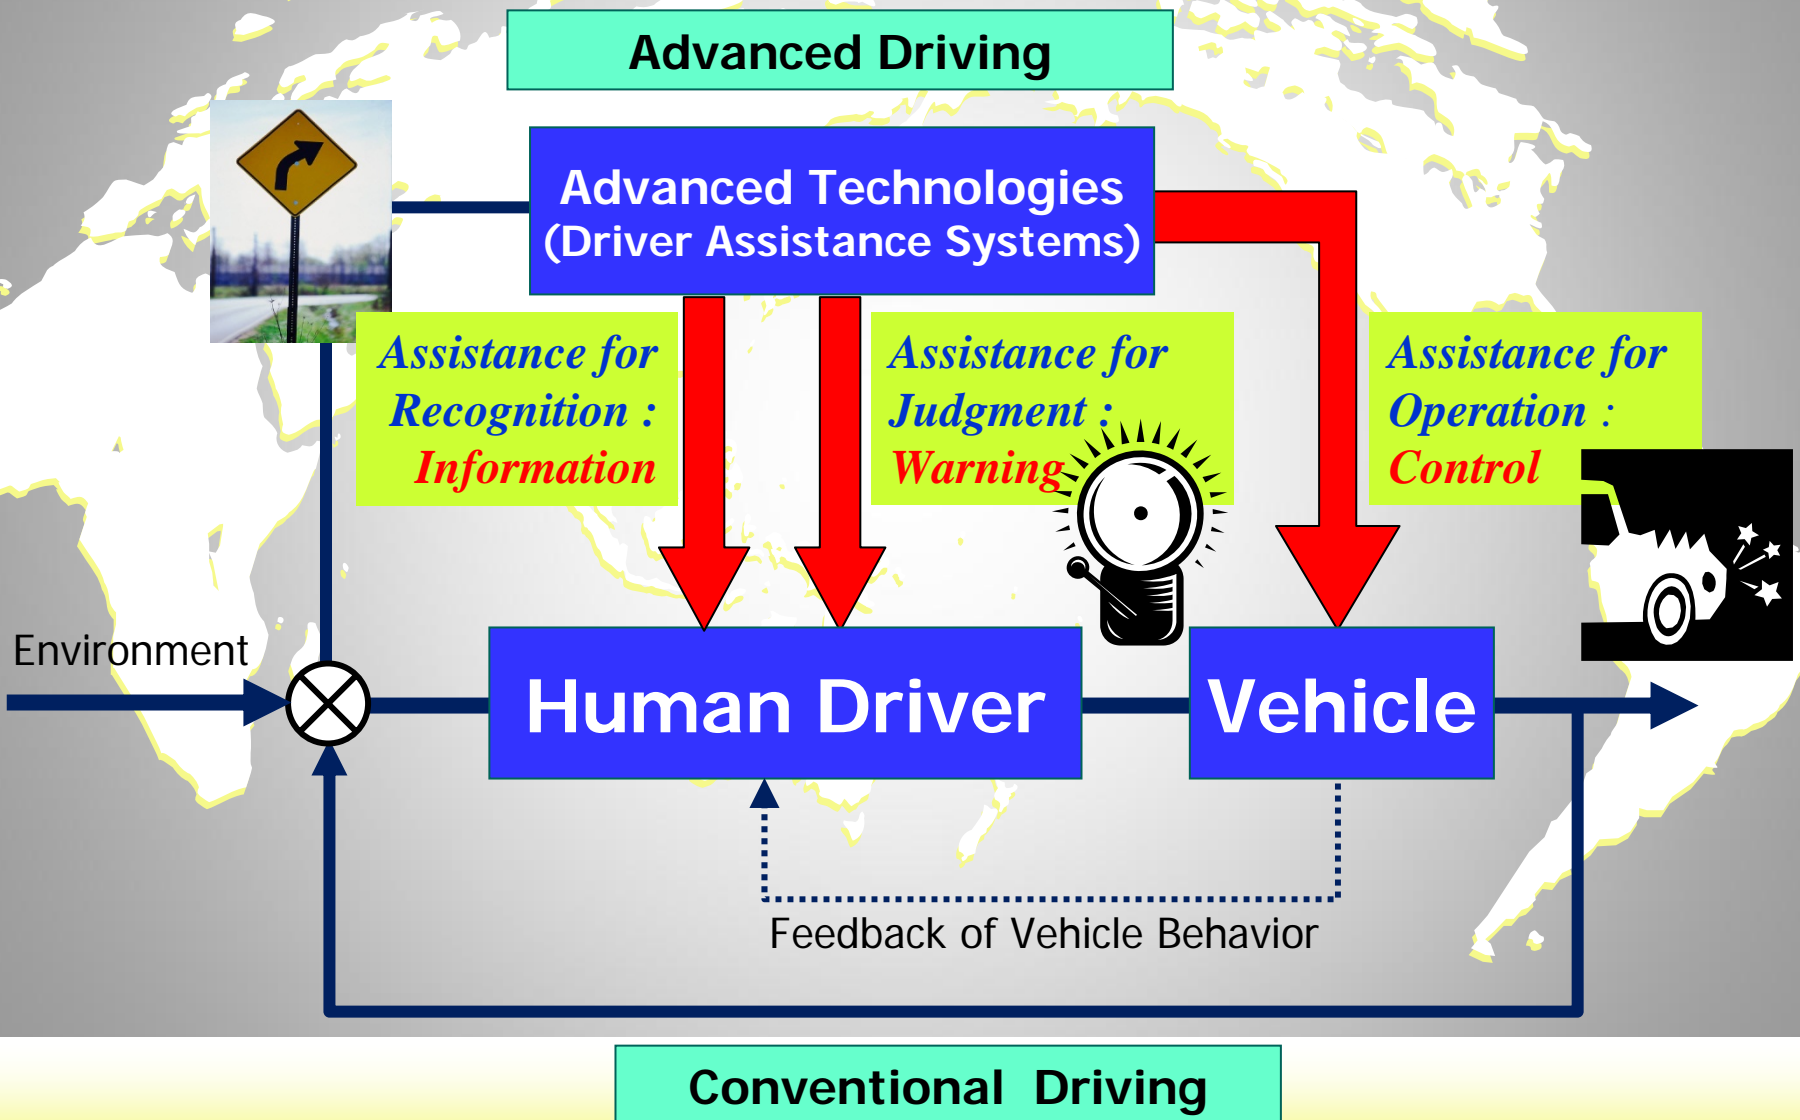 Advanced Driving
Advanced Technologies
(Driver Assistance Systems)
Assistance for
Recognition :
Information
Assistance for
Judgment :
Warning
Assistance for
Operation :
Control
Environment
Human Driver
Vehicle
Feedback of Vehicle Behavior
Conventional Driving